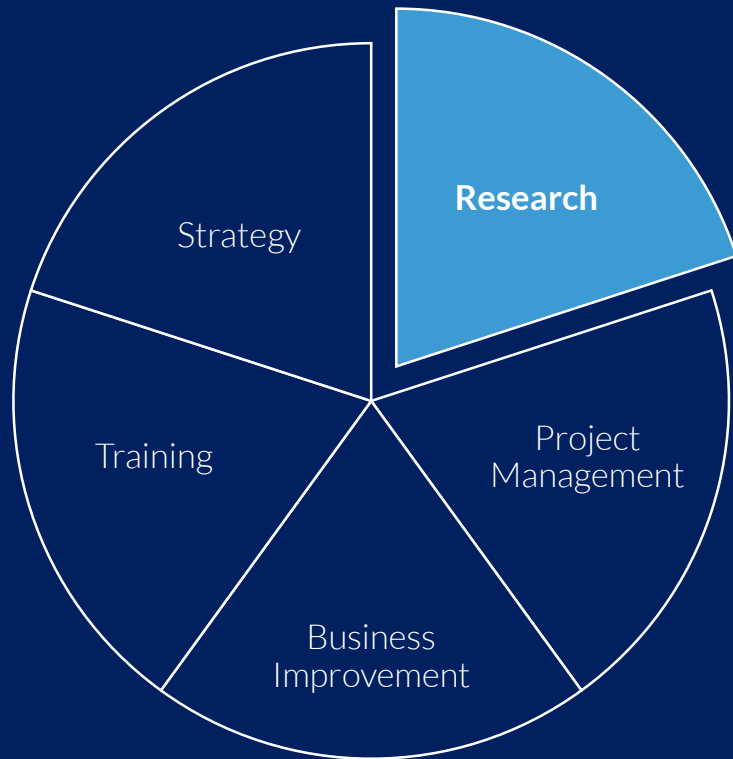 Research
Strategy
Project
Management
Training
Business
Improvement